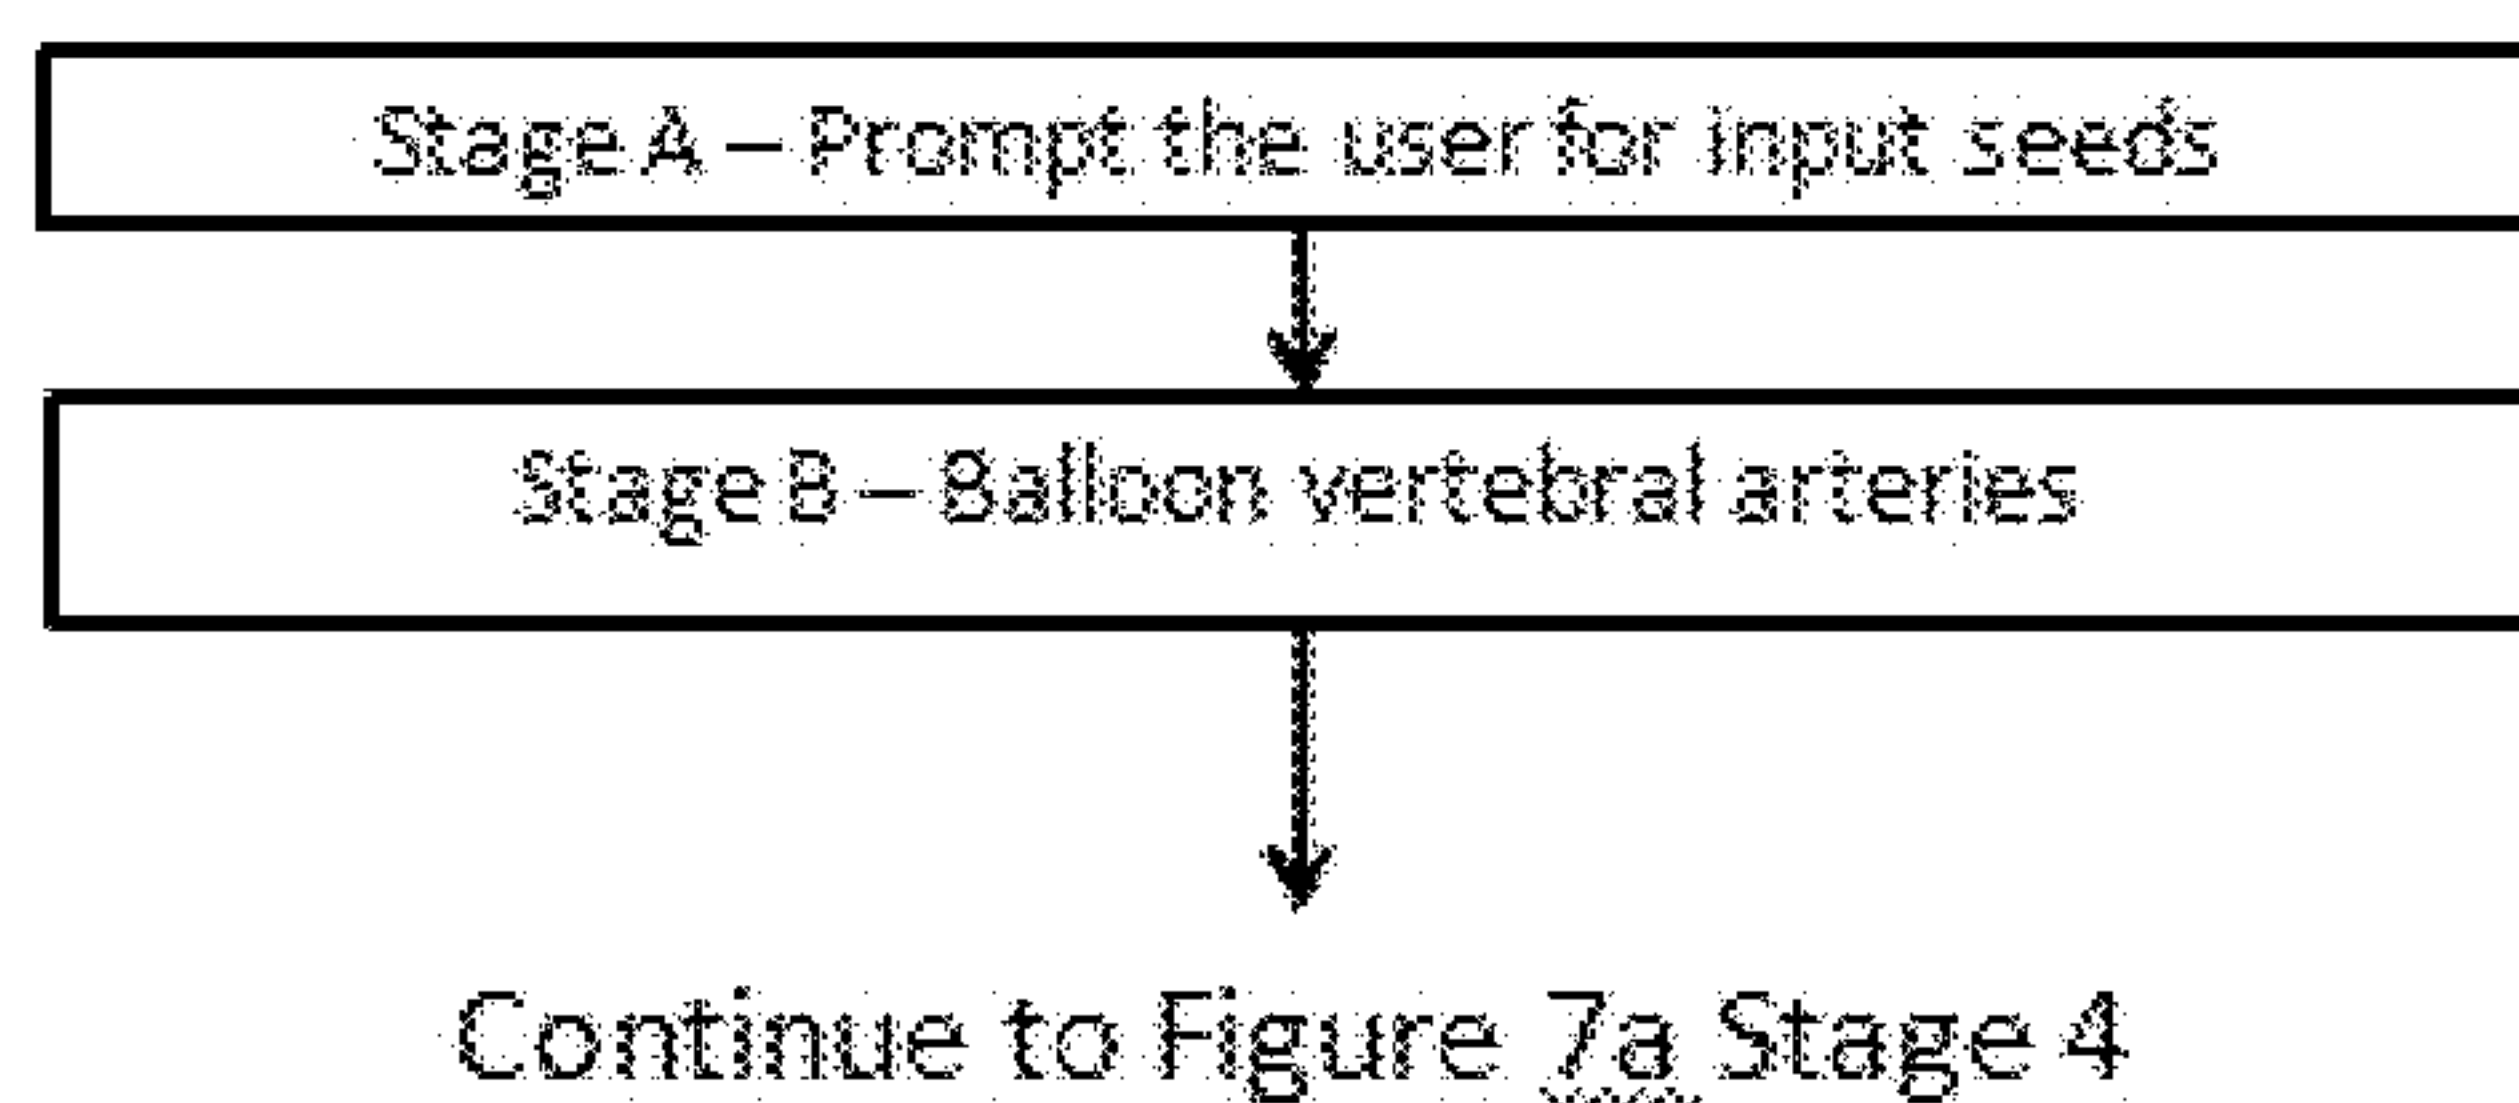 Stage A – Prompt the user for input seeds
Stage B – Balloon vertebral arteries
Continue to Figure 7a Stage 4